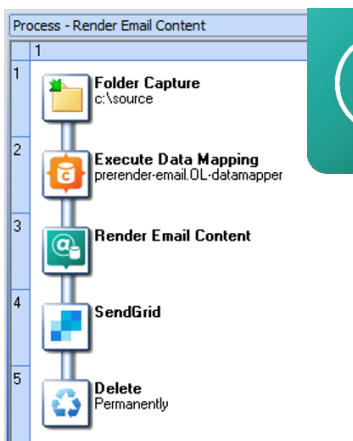 Process - Render Email Content
1
1
Folder Capture
c:\source
2
Execute Data Mapping
prerender-email.OL-datamapper
3
Render Email Content
4
SendGrid
5
Delete
Permanently